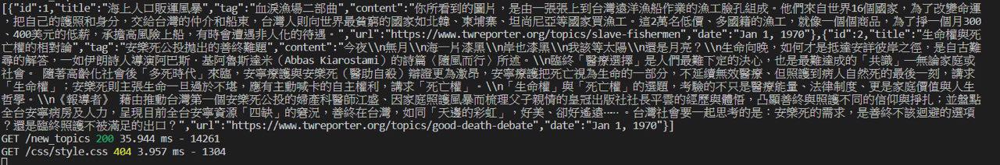 [{"id":1,"title":"海上人口販運風暴","tag":"血淚漁場二部曲","content":"你所看到的圖片，是由一張張上到台灣遠洋漁船作業的漁工臉孔組成。他們來自世界16個國家，為了改變命運
，把自己的護照和身分，交給台灣的仲介和船東，台灣人則向世界最貧窮的國家如北韓、柬埔寨、坦尚尼亞等國家買漁工。這2萬名低價、多國籍的漁工，就像一個個商品，為了掙一個月300
、400美元的低薪，承擔高風險上船，有時會遭遇非人化的待遇。","url":"https://www.twreporter.org/topics/slave-fishermen","date":"Jan 1, 1970"},{"id":2,"title":"生命權與死
亡權的相對論","tag":"安樂死公投拋出的善終難題","content":"今夜\\n無月\\n海一片漆黑\\n岸也漆黑\\n我該等太陽\\n還是月亮？\\n生命向晚，如何才是抵達安詳彼岸之徑，是自古難
尋的解答，一如伊朗詩人導演阿巴斯．基阿魯斯達米（Abbas Kiarostami）的詩篇〈隨風而行〉所述。\\n臨終「醫療選擇」是人們最難下定的決心，也是最難達成的「共識」──無論家庭或
社會。 隨著高齡化社會後「多死時代」來臨，安寧療護與安樂死（醫助自殺）辯證更為激昂，安寧療護把死亡視為生命的一部分，不延續無效醫療、但照護到病人自然死的最後一刻，講求
「生命權」；安樂死則主張生命一旦過於不堪，應有主動喊卡的自主權利，講求「死亡權」。\\n「生命權」與「死亡權」的選題，考驗的不只是醫療能量、法律制度、更是家庭價值與人生
哲學。\\n《報導者》 藉由推動台灣第一個安樂死公投的婦產科醫師江盛、因家庭照護風暴而梳理父子親情的皇冠出版社社長平雲的經歷與體悟，凸顯善終與照護不同的信仰與掙扎；並盤點
全台安寧病房及人力，呈現目前全台安寧資源「四缺」的窘況，善終在台灣，如同「天邊的彩虹」，好美、卻好遙遠⋯⋯。台灣社會要一起思考的是：安樂死的需求，是善終不該迴避的選項
？還是臨終照護不被滿足的出口？","url":"https://www.twreporter.org/topics/good-death-debate","date":"Jan 1, 1970"}]
GET /new_topics 200 35.944 ms - 14261
GET /css/style.css 404 3.957 ms - 1304